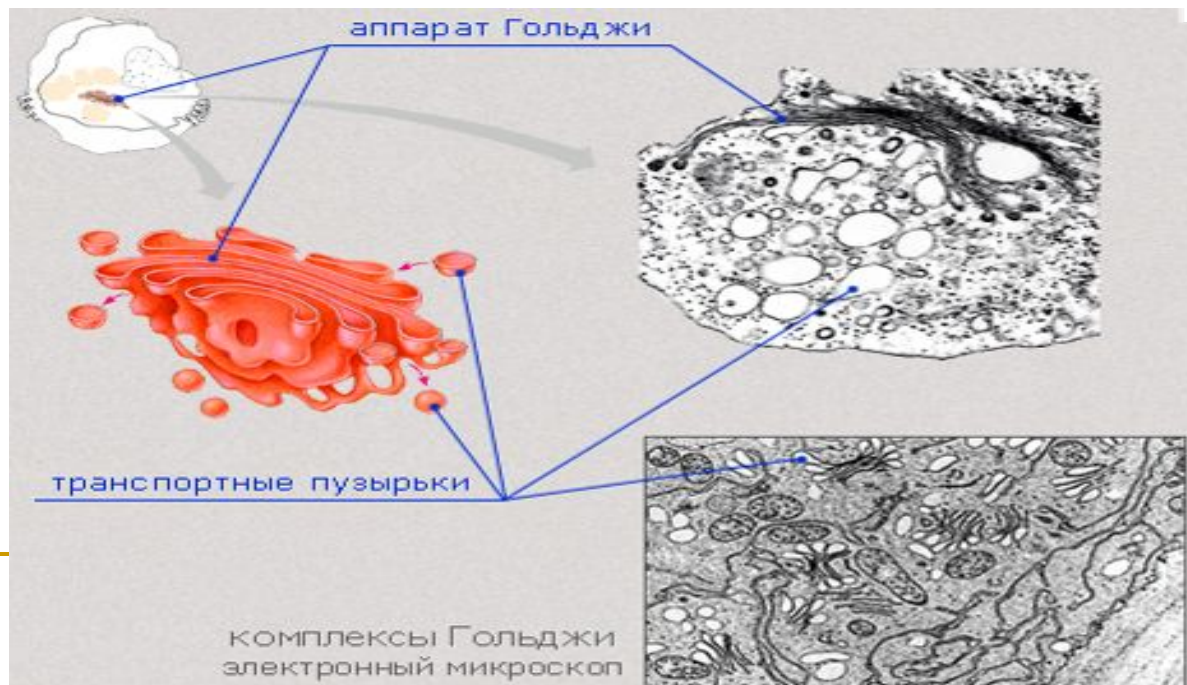 аппарат Гольджи
транспортные пузырьки
комплексы Гольджи
электронный микроскоп